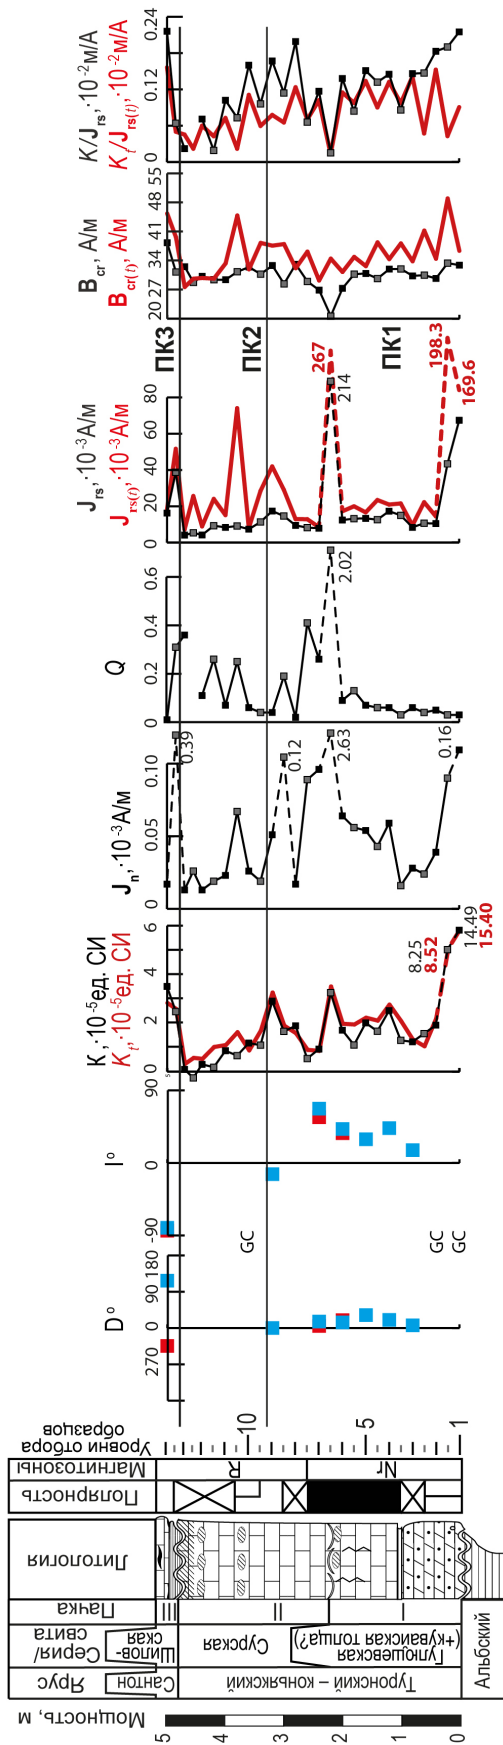 Мощность, м
5
4
3
2
1
0
Ярус
Сантон
Туронский – коньякский
Альбский
Серия/
свита
Шилов-
ская
Сурская
Гулюшевская
(+кувайская толща?)
Пачка
III
II
I
Литология
Полярность
Магнитозоны
R
Nr
Уровни отбора
образцов
10
5
1
D°
270
0
90
180
I°
-90
0
90
GC
GC
GC
К, ·10⁻⁵ед. СИ
Kt, ·10⁻⁵ед. СИ
0
2
4
6
8.25
8.52
14.49
15.40
Jn, ·10⁻³А/м
0
0.05
0.10
0.39
0.12
2.63
0.16
Q
0
0.2
0.4
0.6
2.02
Jrs, ·10⁻³А/м
Jrs(t), ·10⁻³А/м
0
20
40
60
80
267
214
198.3
169.6
ПК3
ПК2
ПК1
Bcr, А/м
Bcr(t), А/м
20
27
34
41
48
55
K/Jrs, ·10⁻²м/А
Kt/Jrs(t), ·10⁻²м/А
0
0.12
0.24